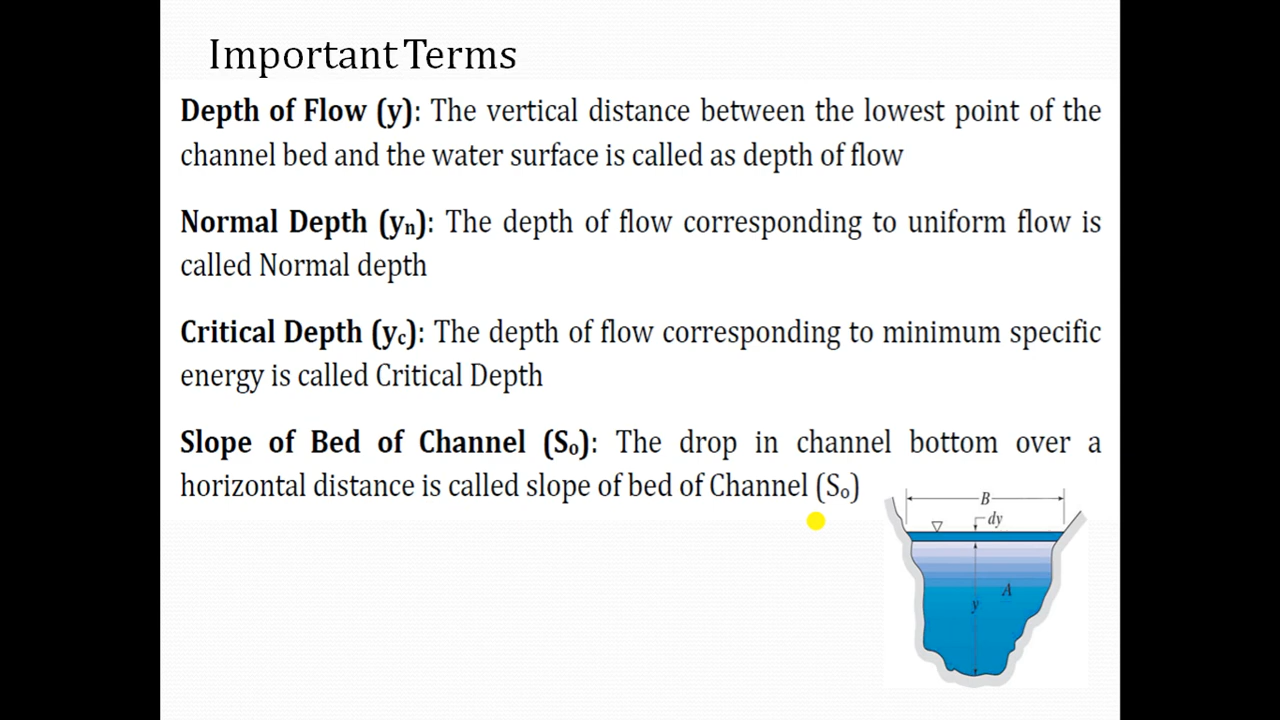 Important Terms
Depth of Flow (y): The vertical distance between the lowest point of the
channel bed and the water surface is called as depth of flow
Normal Depth (yₙ): The depth of flow corresponding to uniform flow is
called Normal depth
Critical Depth (y꜀): The depth of flow corresponding to minimum specific
energy is called Critical Depth
Slope of Bed of Channel (Sₒ): The drop in channel bottom over a
horizontal distance is called slope of bed of Channel (Sₒ)
B
dy
A
y